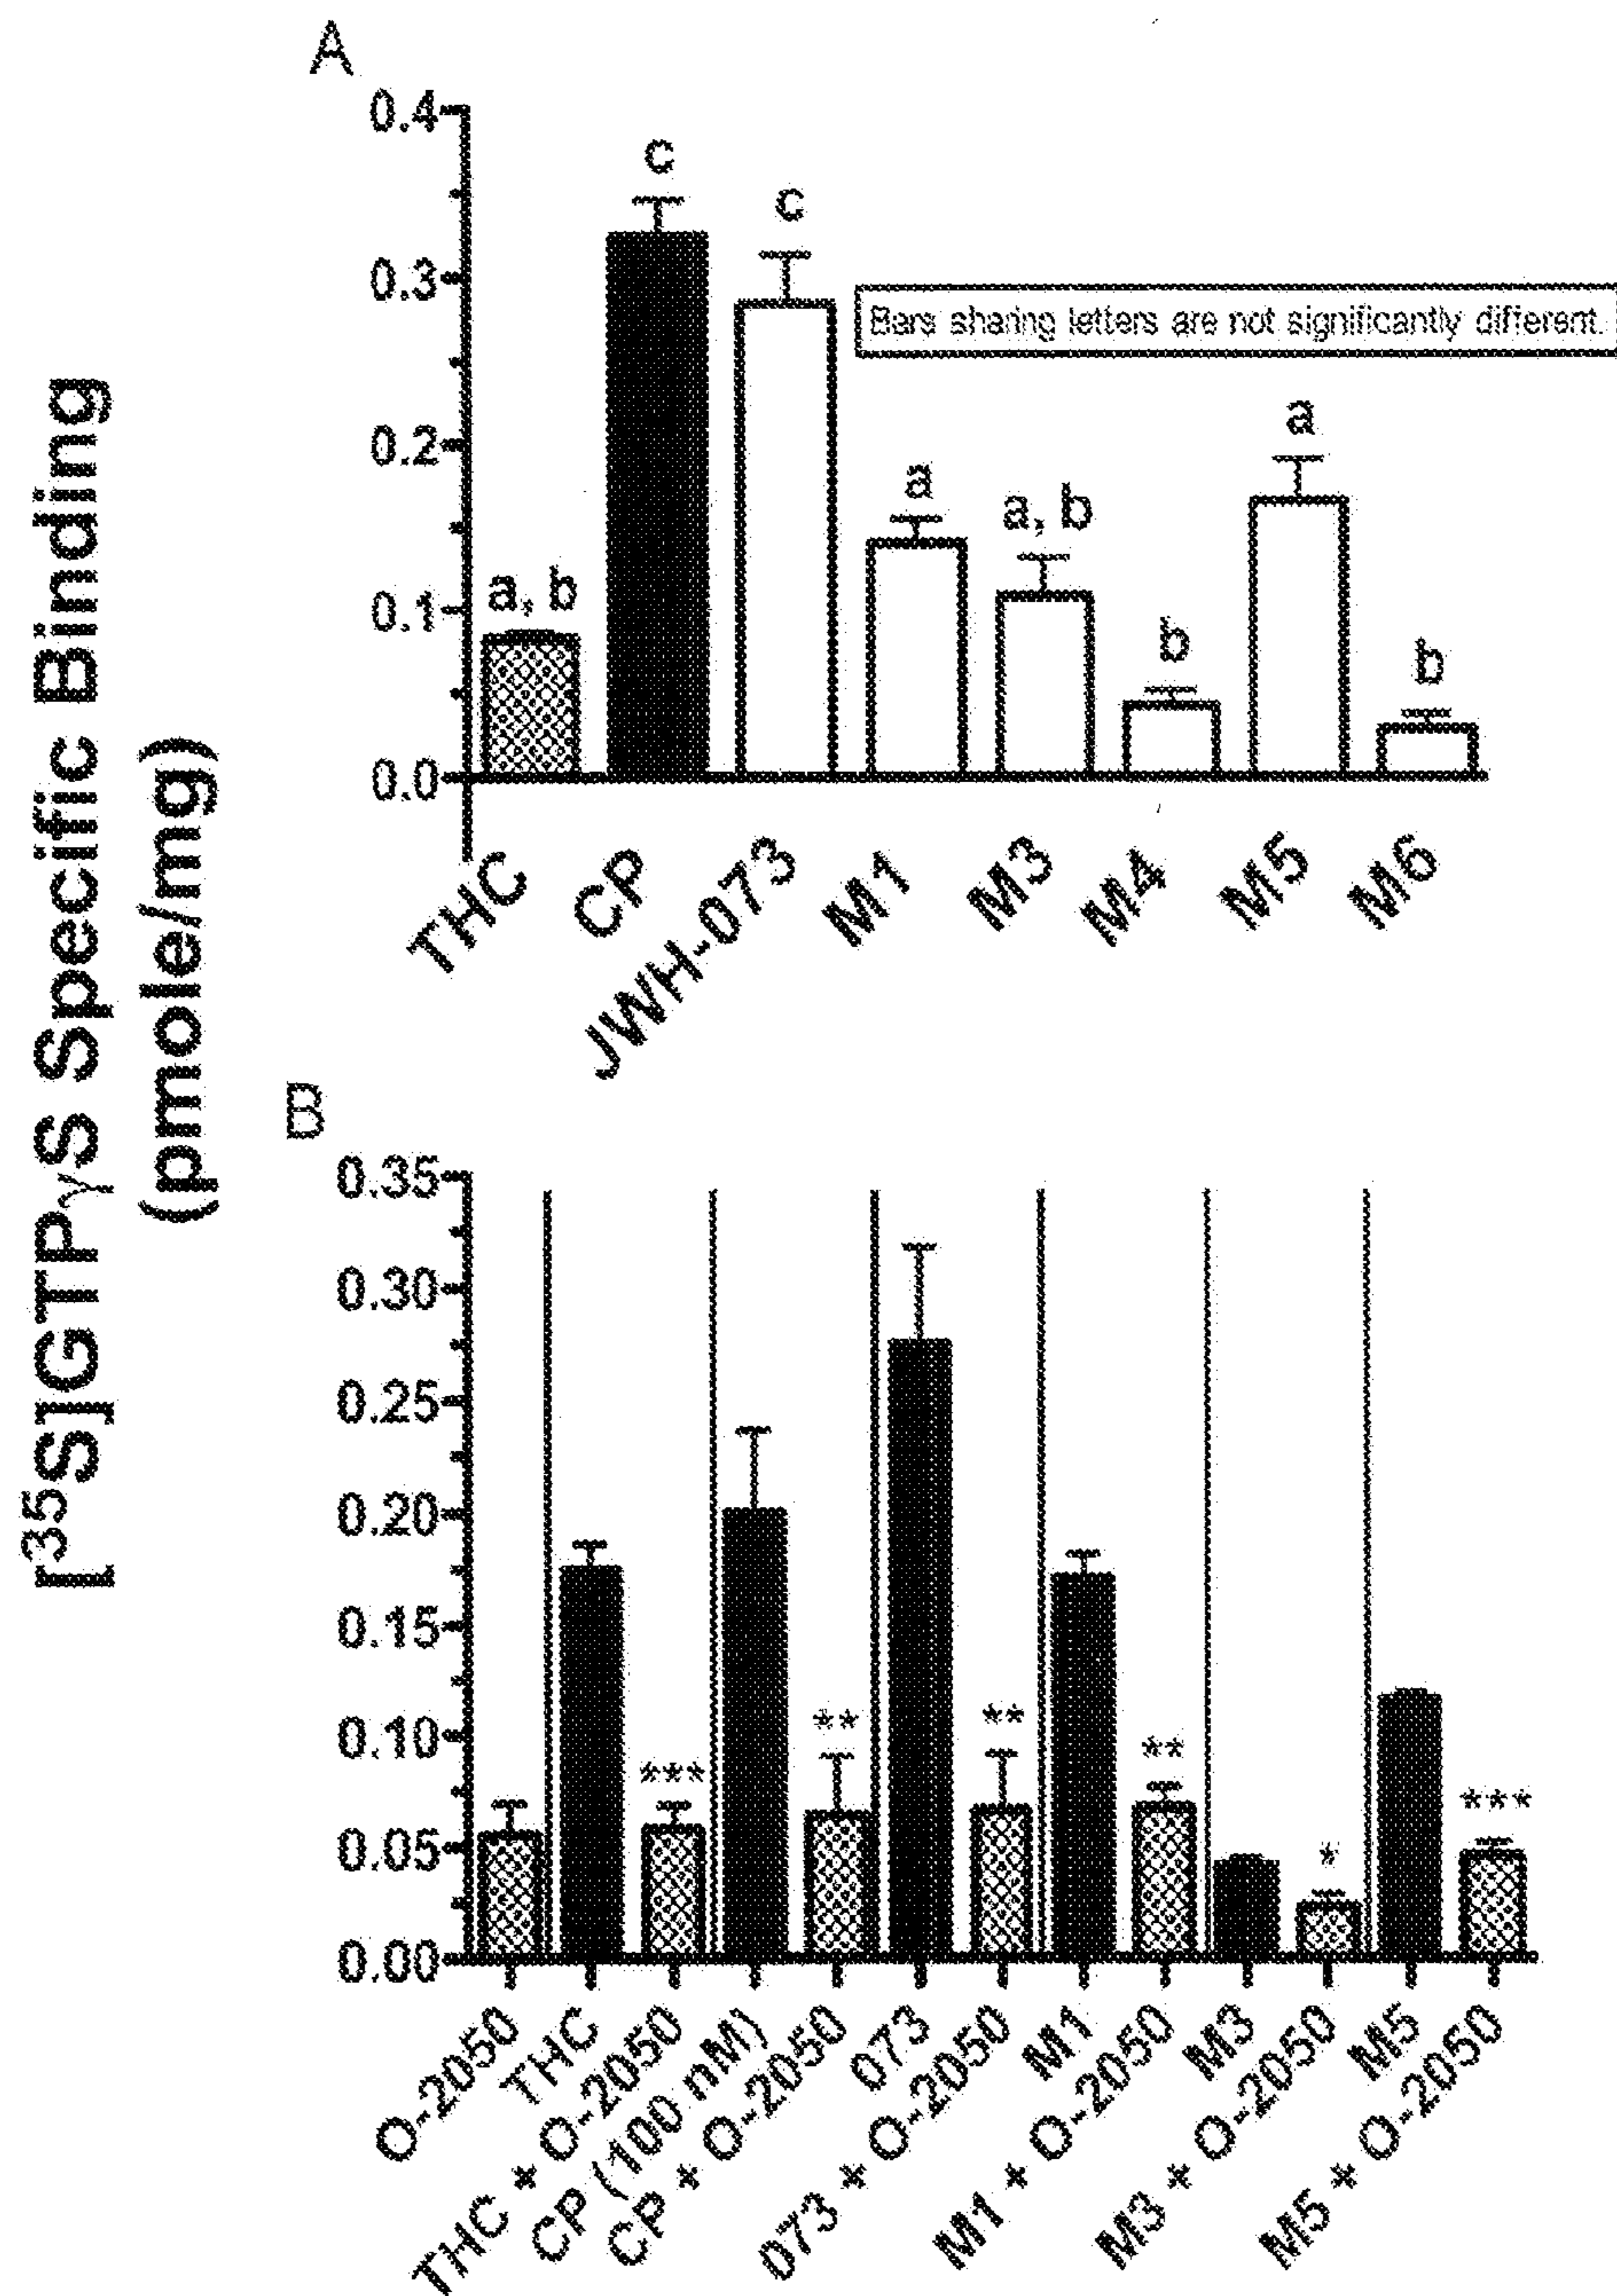 [³⁵S]GTPγS Specific Binding
(pmole/mg)
A
0.4
0.3
0.2
0.1
0.0
a, b
c
c
a
a, b
b
a
b
Bars sharing letters are not significantly different.
THC
CP
JWH-073
M1
M3
M4
M5
M6
B
0.35
0.30
0.25
0.20
0.15
0.10
0.05
0.00
***
**
**
**
*
***
O-2050
THC
THC + O-2050
CP (100 nM)
CP + O-2050
073
073 + O-2050
M1
M1 + O-2050
M3
M3 + O-2050
M5
M5 + O-2050